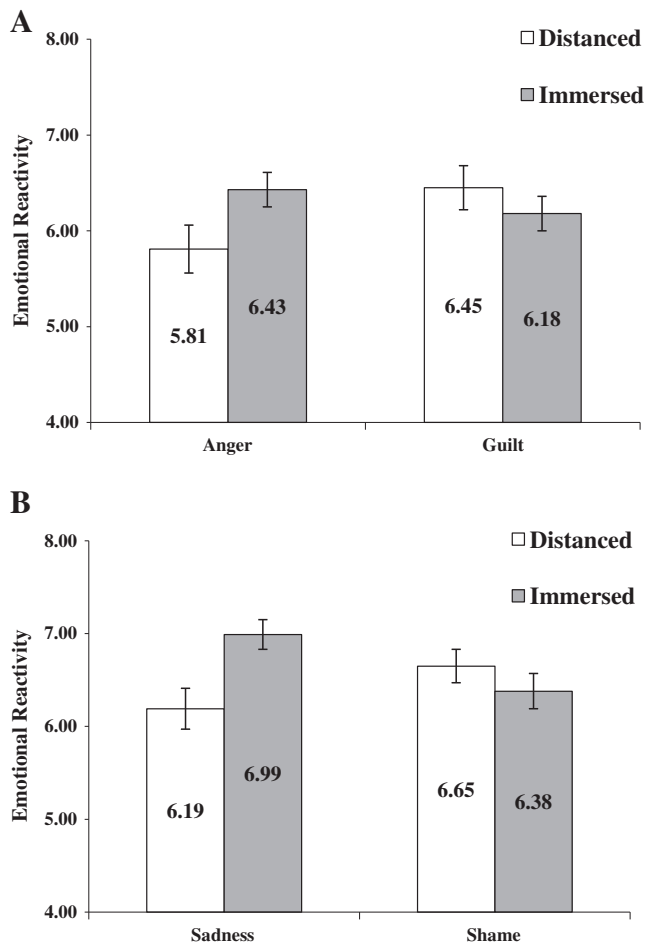 A
8.00
7.00
6.00
5.00
4.00
Emotional Reactivity
Distanced
Immersed
5.81
6.43
6.45
6.18
Anger
Guilt
B
8.00
7.00
6.00
5.00
4.00
Emotional Reactivity
Distanced
Immersed
6.19
6.99
6.65
6.38
Sadness
Shame